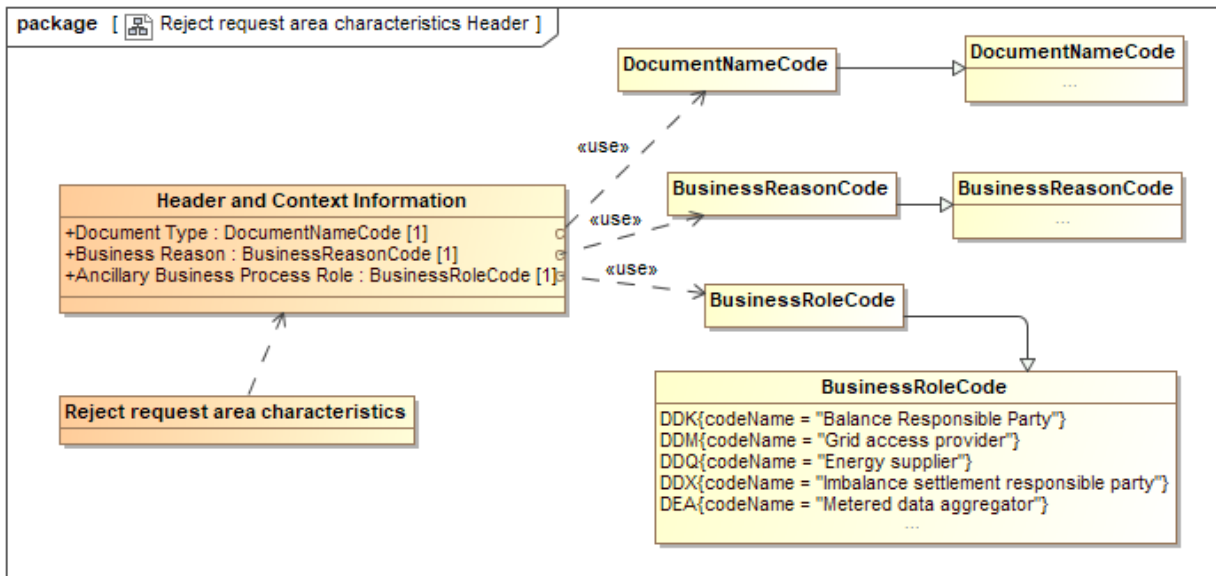 package [ Reject request area characteristics Header ]
DocumentNameCode
DocumentNameCode
...
«use»
Header and Context Information
+Document Type : DocumentNameCode [1]
+Business Reason : BusinessReasonCode [1]
+Ancillary Business Process Role : BusinessRoleCode [1]
«use»
BusinessReasonCode
BusinessReasonCode
...
«use»
BusinessRoleCode
Reject request area characteristics
BusinessRoleCode
DDK{codeName = "Balance Responsible Party"}
DDM{codeName = "Grid access provider"}
DDQ{codeName = "Energy supplier"}
DDX{codeName = "Imbalance settlement responsible party"}
DEA{codeName = "Metered data aggregator"}
...